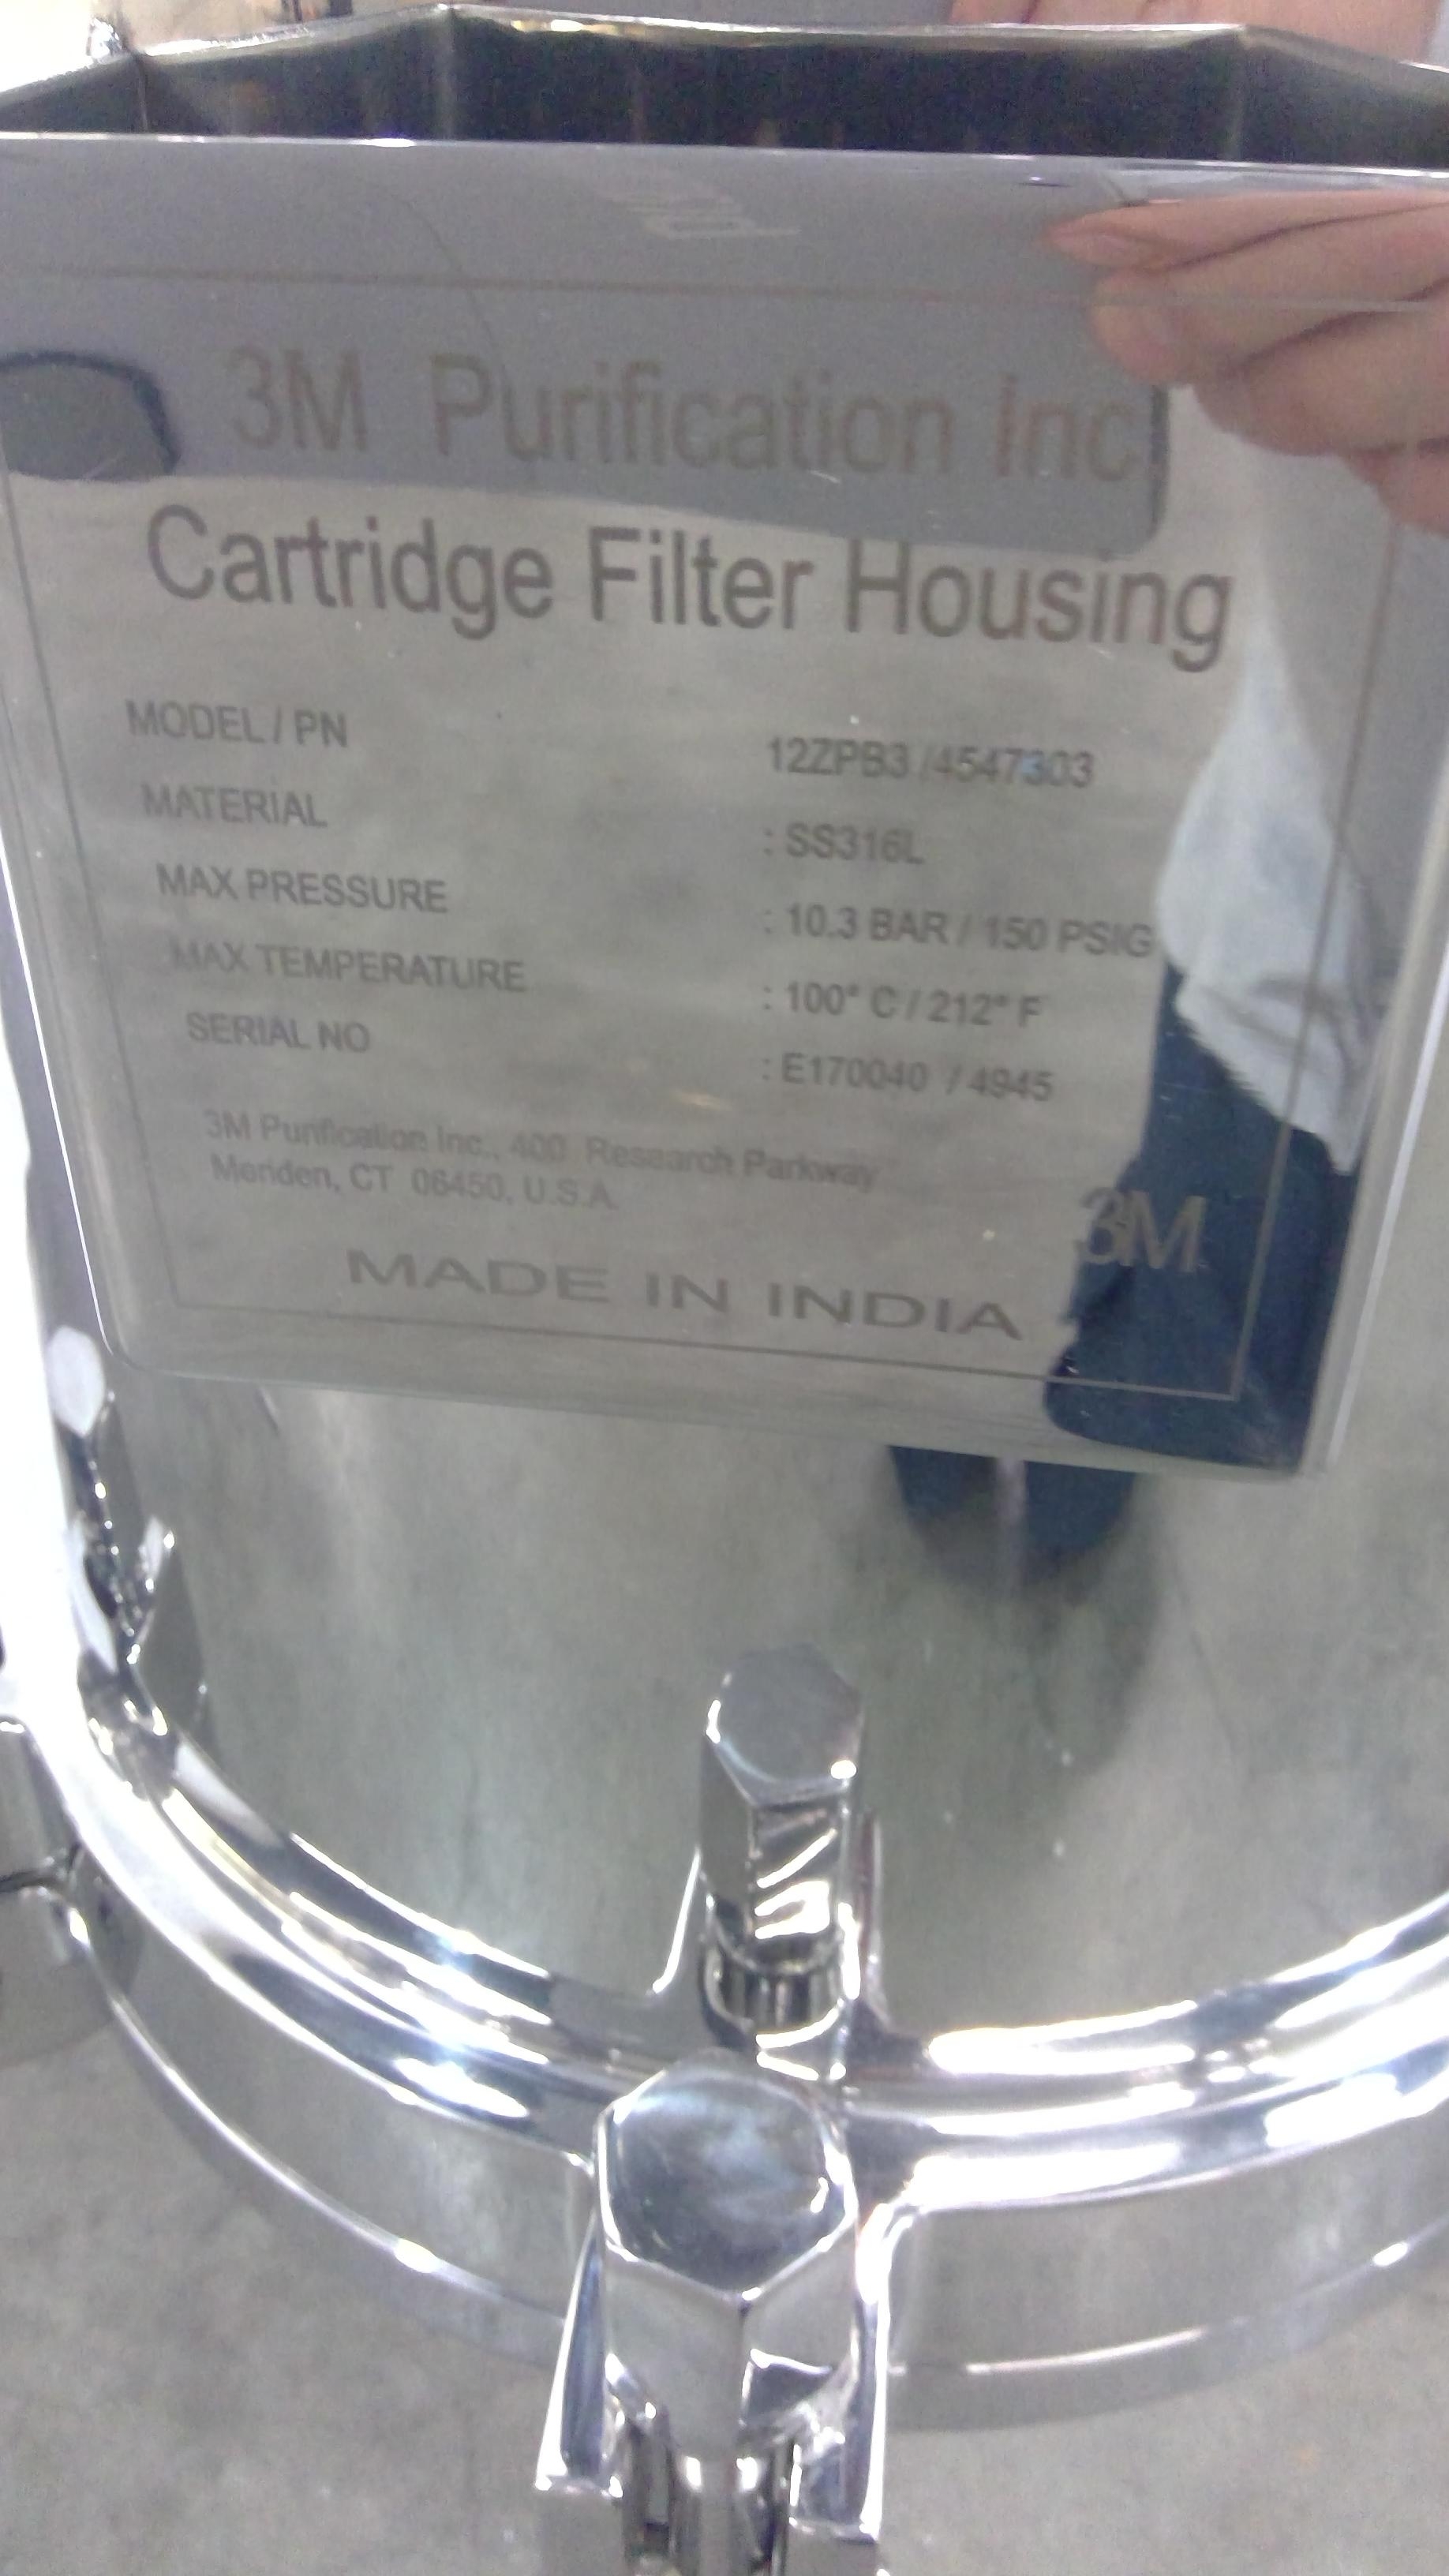 3M Purification Inc
Cartridge Filter Housing
MODEL / PN 12ZPB3 /4547303
MATERIAL : SS316L
MAX PRESSURE : 10.3 BAR / 150 PSIG
MAX TEMPERATURE : 100° C / 212° F
SERIAL NO : E170040 / 4945
3M Purification Inc., 400 Research Parkway
Meriden, CT 06450, U.S.A
3M
MADE IN INDIA